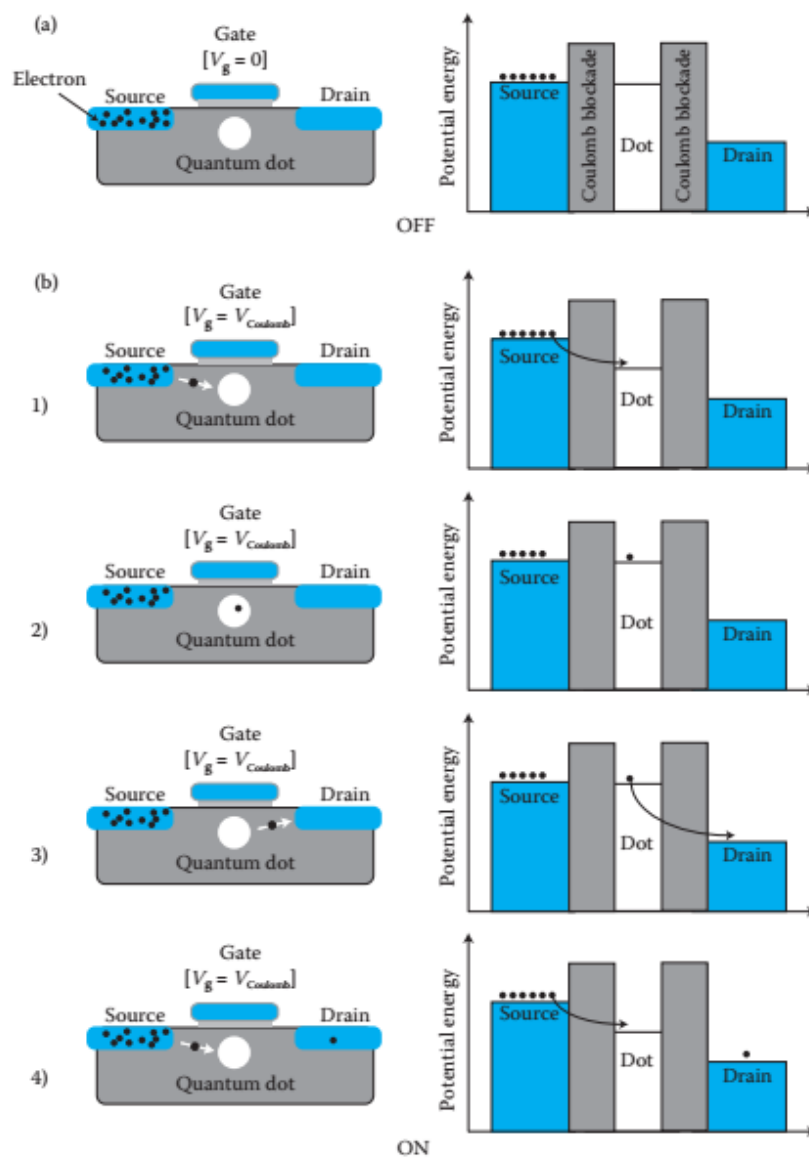 (a)
Gate
[Vg = 0]
Electron
Source
Drain
Quantum dot
Potential energy
Source
Coulomb blockade
Dot
Coulomb blockade
Drain
OFF
(b)
Gate
[Vg = VCoulomb]
Source
Drain
1)
Quantum dot
Potential energy
Source
Dot
Drain
Gate
[Vg = VCoulomb]
Source
Drain
2)
Quantum dot
Potential energy
Source
Dot
Drain
Gate
[Vg = VCoulomb]
Source
Drain
3)
Quantum dot
Potential energy
Source
Dot
Drain
Gate
[Vg = VCoulomb]
Source
Drain
4)
Quantum dot
Potential energy
Source
Dot
Drain
ON